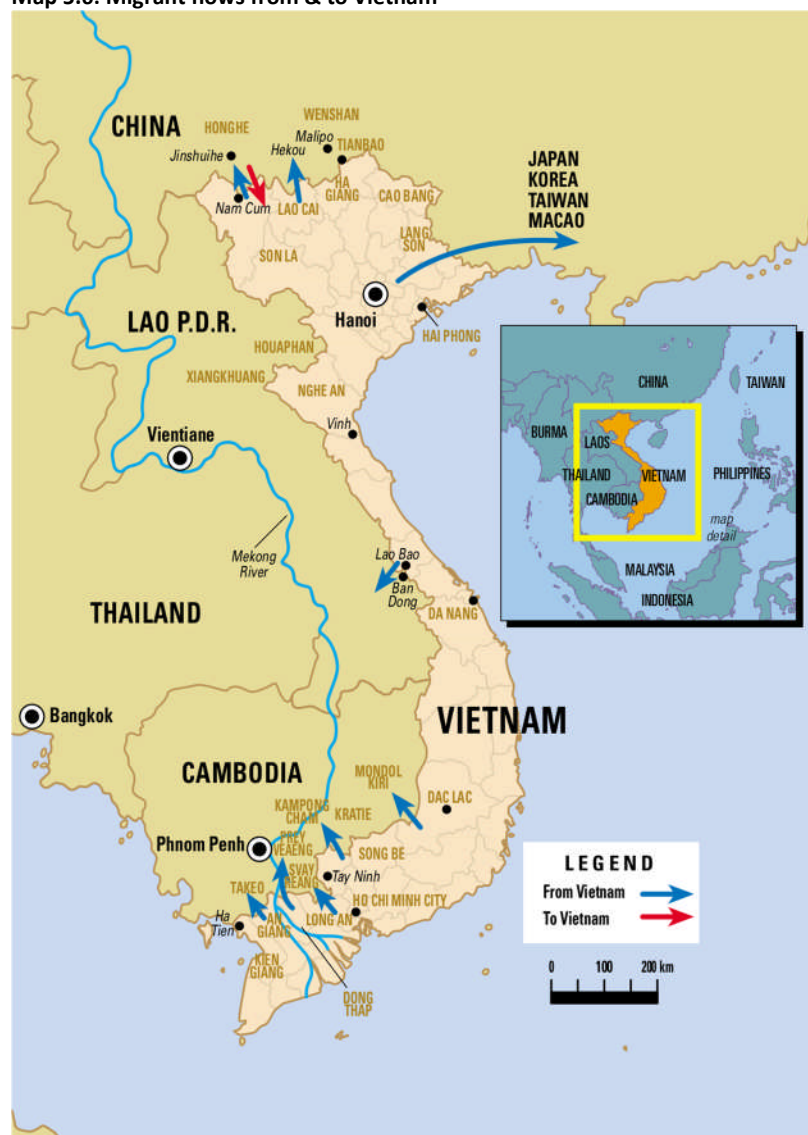 Map 5.6: Migrant flows from & to Vietnam
CHINA
HONGHE
WENSHAN
Malipo
TIANBAO
Jinshuihe
Hekou
HA
GIANG
CAO BANG
Nam Cum
LAO CAI
LANG
SON
SON LA
JAPAN
KOREA
TAIWAN
MACAO
Hanoi
HAI PHONG
LAO P.D.R.
HOUAPHAN
XIANGKHUANG
NGHE AN
Vinh
Vientiane
Mekong
River
Lao Bao
Ban
Dong
DA NANG
THAILAND
Bangkok
VIETNAM
CAMBODIA
MONDOL
KIRI
KAMPONG
CHAM
KRATIE
DAC LAC
Phnom Penh
PREY
VEAENG
SONG BE
SVAY
REANG
Tay Ninh
TAKEO
HO CHI MINH CITY
Ha
Tien
AN
GIANG
LONG AN
KIEN
GIANG
DONG
THAP
CHINA
TAIWAN
BURMA
LAOS
THAILAND
VIETNAM
PHILIPPINES
CAMBODIA
map
detail
MALAYSIA
INDONESIA
LEGEND
From Vietnam
To Vietnam
0 100 200 km